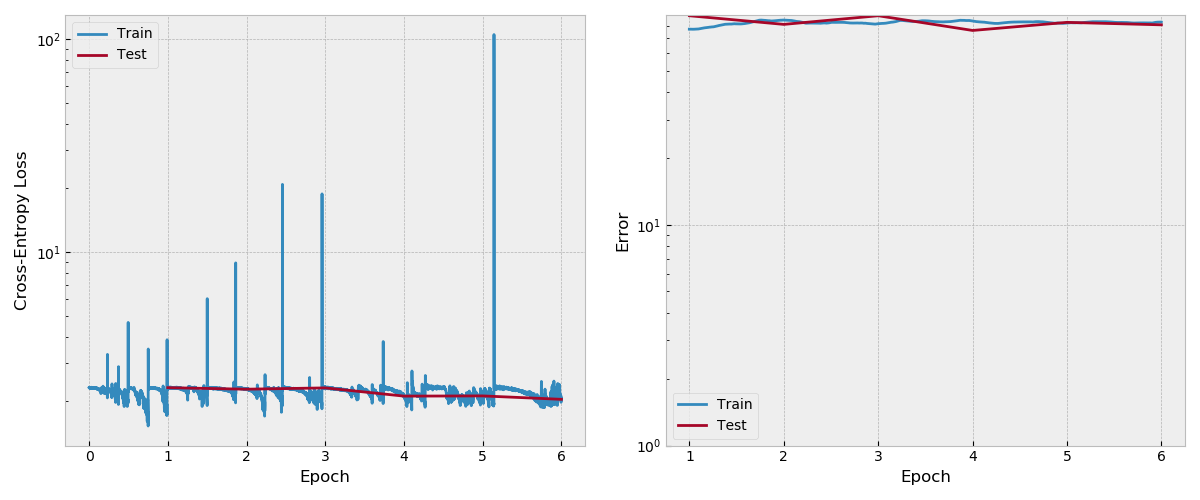 Train
Test
10²
10¹
Cross-Entropy Loss
0 1 2 3 4 5 6
Epoch
10¹
10⁰
Error
Train
Test
1 2 3 4 5 6
Epoch